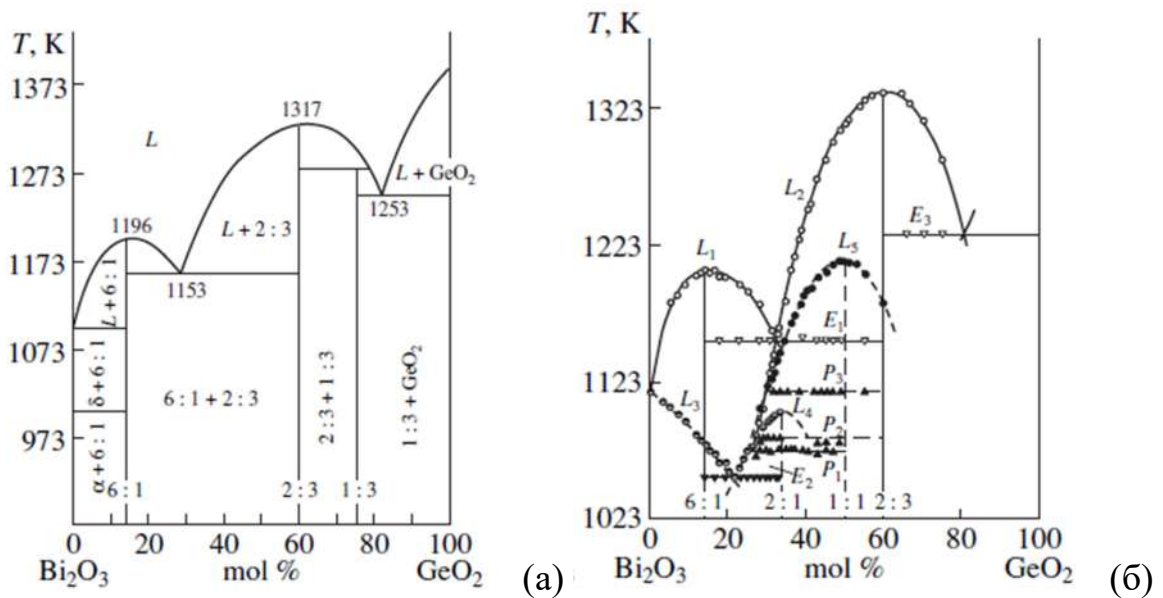 T, K
1373
1273
1173
1073
973
L
1317
1196
1153
1253
L + GeO₂
L + 2 : 3
L + 6 : 1
δ + 6 : 1
α + 6 : 1
6 : 1 + 2 : 3
2 : 3 + 1 : 3
1 : 3 + GeO₂
6 : 1
2 : 3
1 : 3
0 20 40 60 80 100
Bi₂O₃ mol % GeO₂
(а)
T, K
1323
1223
1123
1023
L₁
L₂
L₃
L₄
L₅
E₃
E₁
P₃
P₂
P₁
E₂
6 : 1 2 : 1 1 : 1 2 : 3
0 20 40 60 80 100
Bi₂O₃ mol % GeO₂
(б)